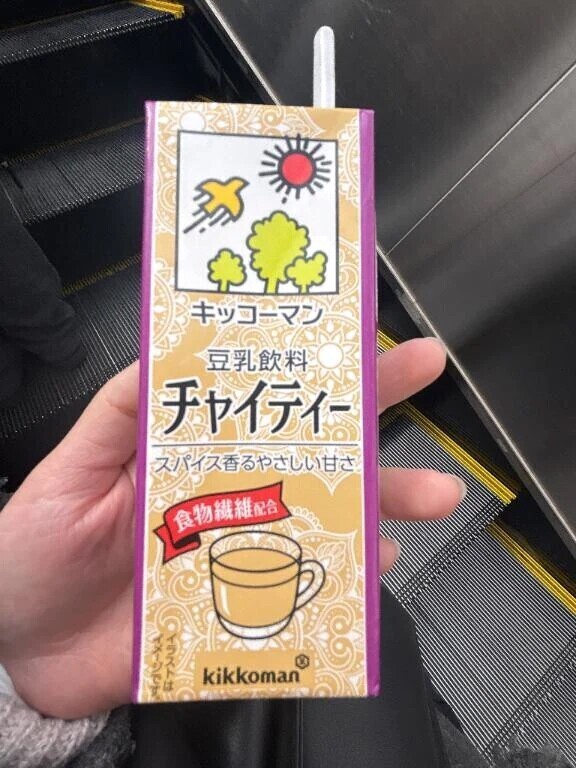 キッコーマン
豆乳飲料
チャイティー
スパイス香るやさしい甘さ
食物繊維配合
イラストは
イメージです。
kikkoman